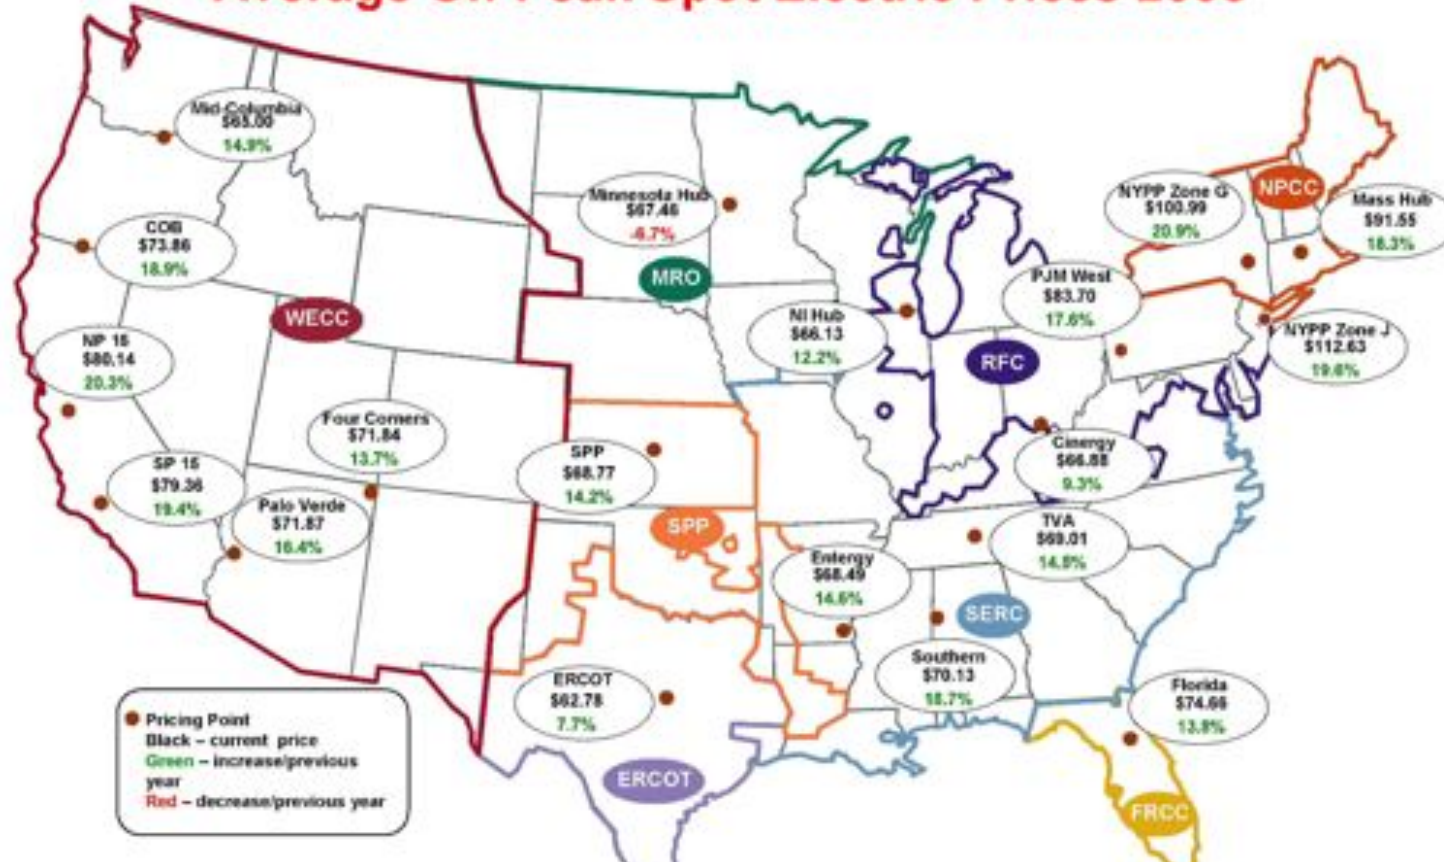 Average On-Peak Spot Electric Prices
Mid-Columbia
$65.00
14.9%
COB
$73.86
18.9%
NP 15
$80.14
20.3%
SP 15
$79.36
19.4%
Palo Verde
$71.87
16.4%
Four Corners
$71.84
13.7%
WECC
Minnesota Hub
$67.46
-6.7%
MRO
NI Hub
$66.13
12.2%
SPP
$68.77
14.2%
SPP
ERCOT
$62.78
7.7%
ERCOT
Entergy
$68.49
14.6%
Southern
$70.13
SERC
TVA
$69.01
Cinergy
$66.88
9.3%
RFC
PJM West
$83.70
17.6%
NYPP Zone G
$100.99
20.9%
NPCC
Mass Hub
$91.55
18.3%
NYPP Zone J
$112.63
19.6%
Florida
$74.66
13.8%
FRCC
Pricing Point
Black – current price
Green – increase/previous
year
Red – decrease/previous year